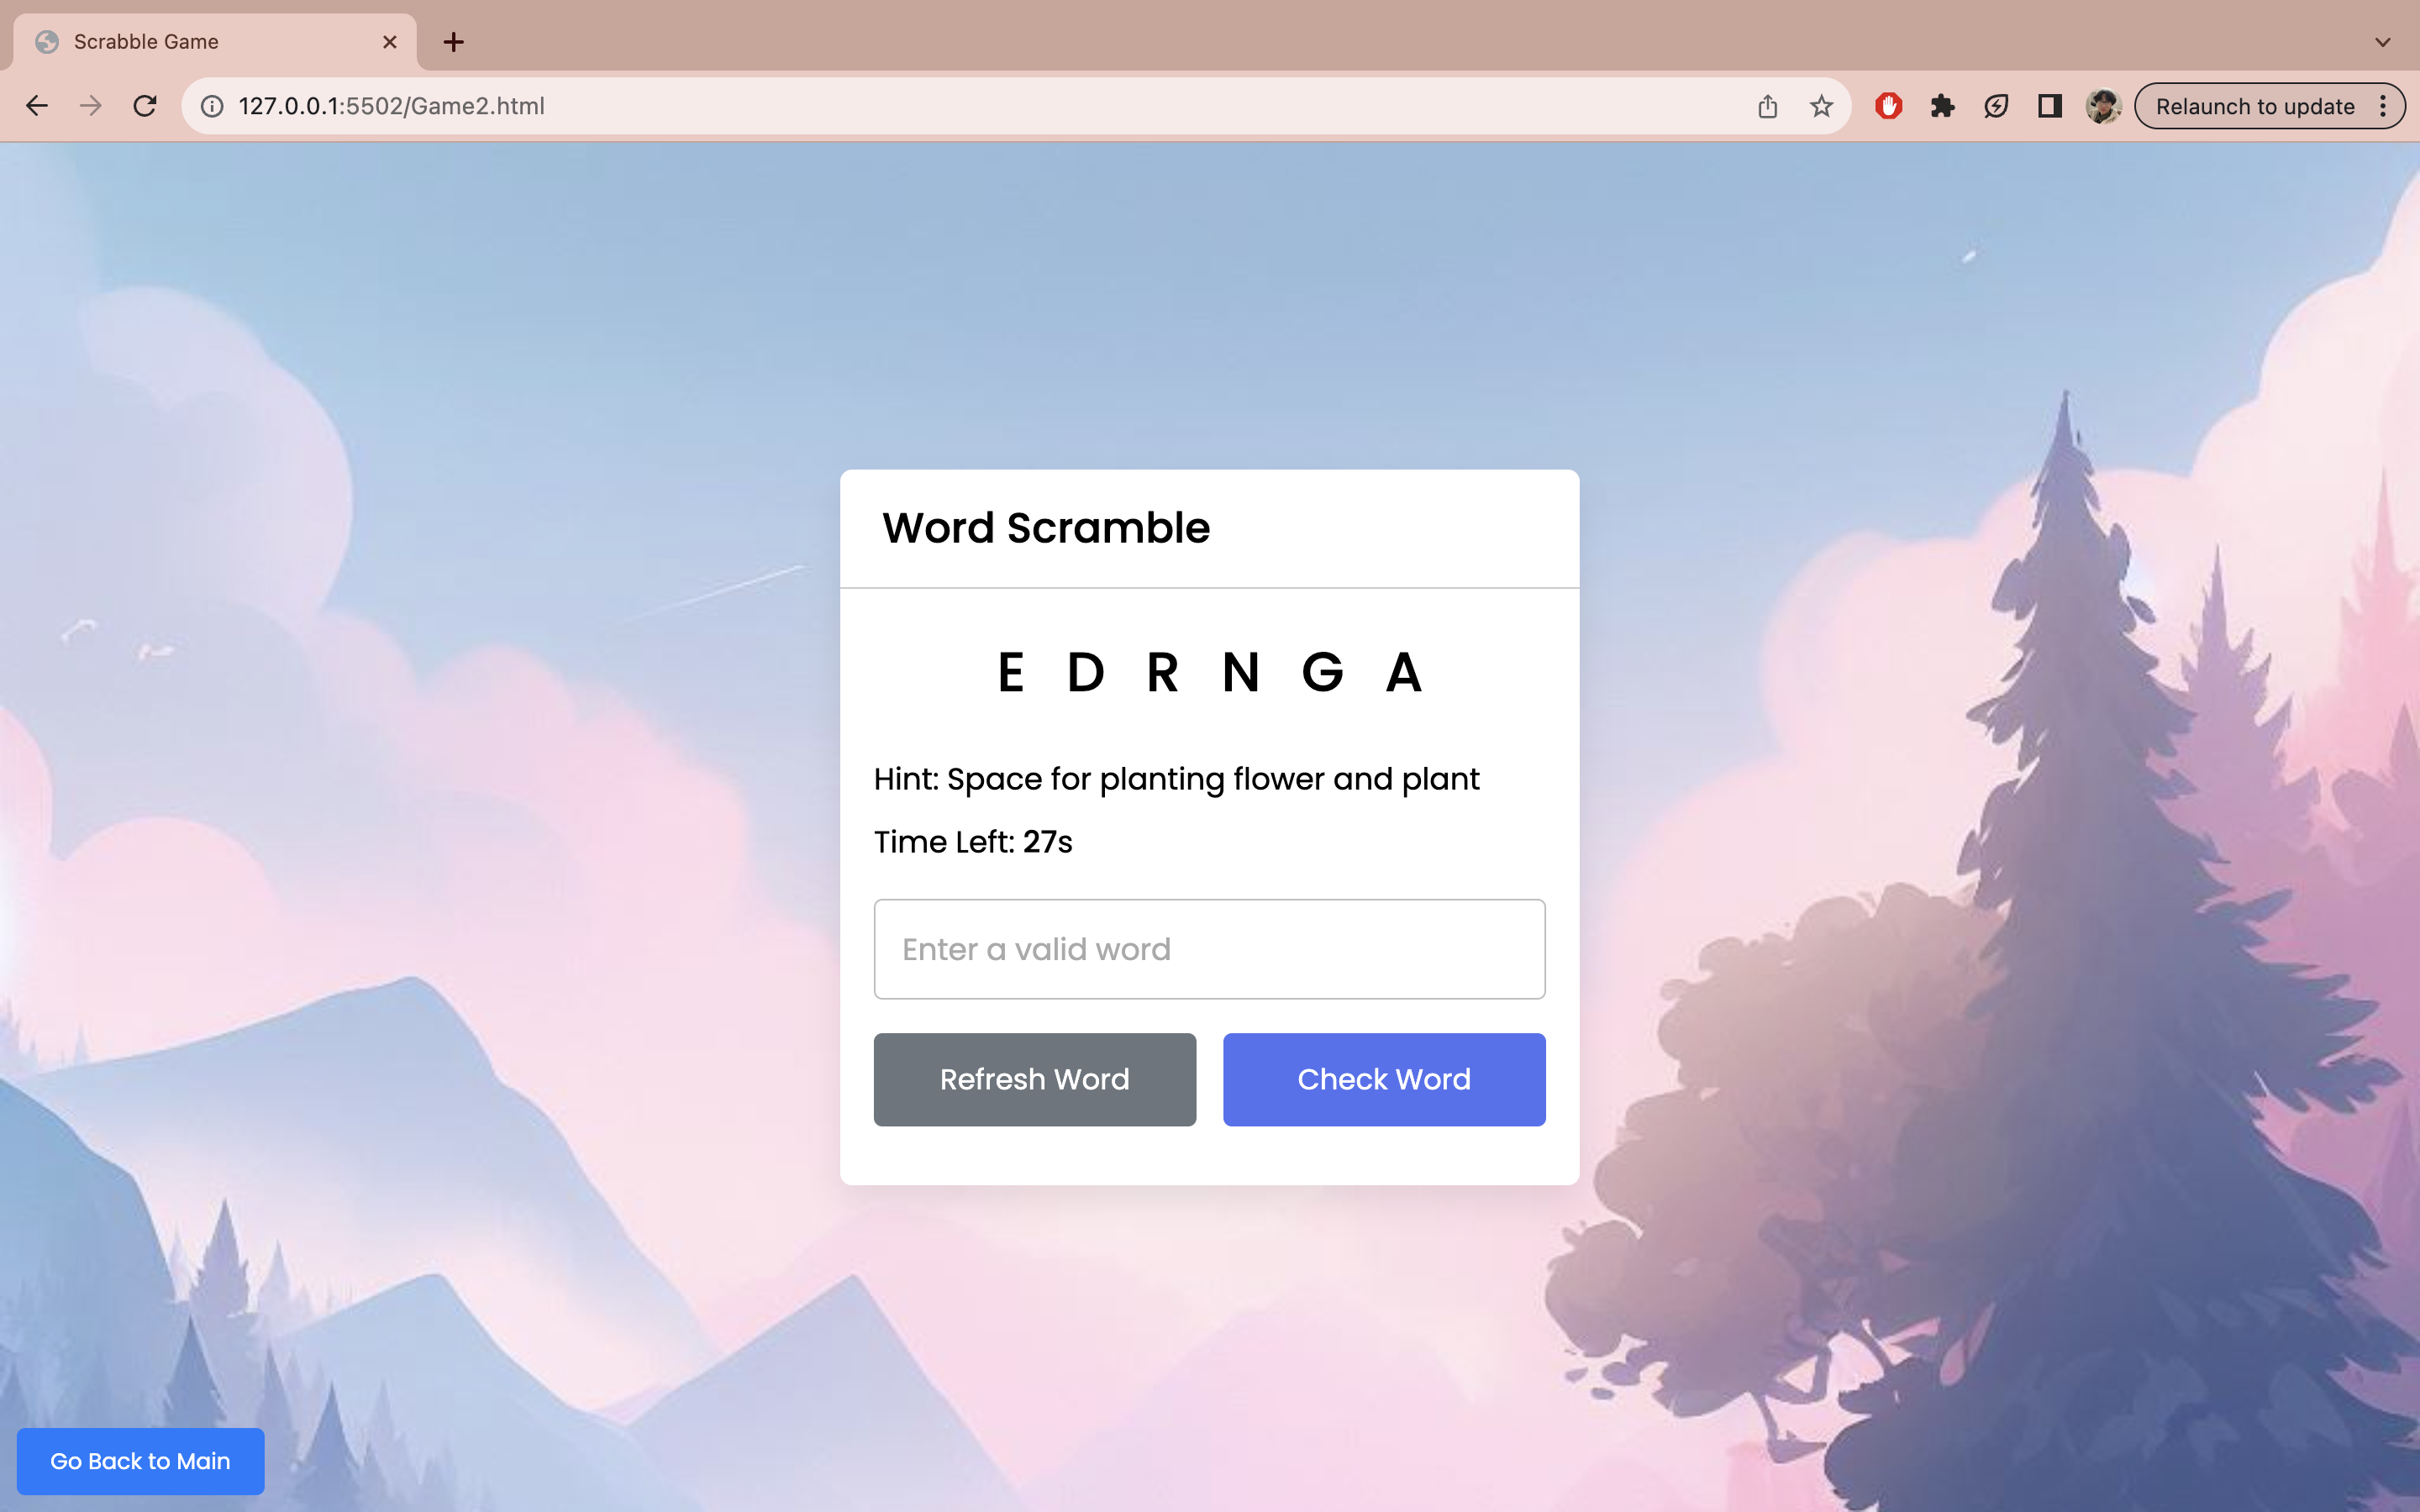 Scrabble Game
127.0.0.1:5502/Game2.html
Relaunch to update
Word Scramble
E D R N G A
Hint: Space for planting flower and plant
Time Left: 27s
Enter a valid word
Refresh Word
Check Word
Go Back to Main